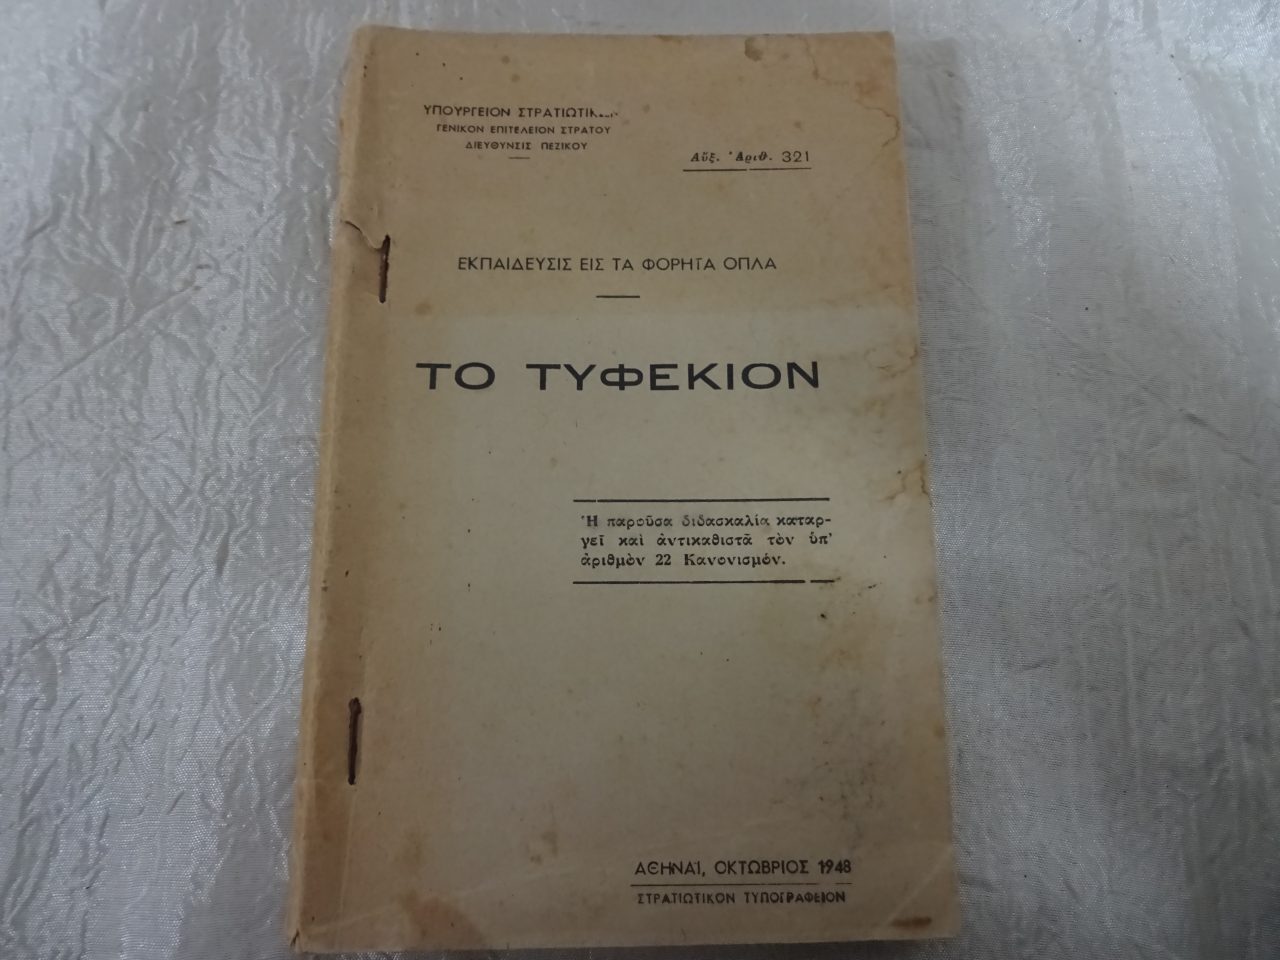 ΥΠΟΥΡΓΕΙΟΝ ΣΤΡΑΤΙΩΤΙΚΩΝ
ΓΕΝΙΚΟΝ ΕΠΙΤΕΛΕΙΟΝ ΣΤΡΑΤΟΥ
ΔΙΕΥΘΥΝΣΙΣ ΠΕΖΙΚΟΥ
Αὔξ. Ἀριθ. 321
ΕΚΠΑΙΔΕΥΣΙΣ ΕΙΣ ΤΑ ΦΟΡΗΤΑ ΟΠΛΑ
ΤΟ ΤΥΦΕΚΙΟΝ
Ἡ παροῦσα διδασκαλία καταρ-
γεῖ καὶ ἀντικαθιστᾶ τὸν ὑπ'
ἀριθμὸν 22 Κανονισμόν.
ΑΘΗΝΑΙ, ΟΚΤΩΒΡΙΟΣ 1948
ΣΤΡΑΤΙΩΤΙΚΟΝ ΤΥΠΟΓΡΑΦΕΙΟΝ